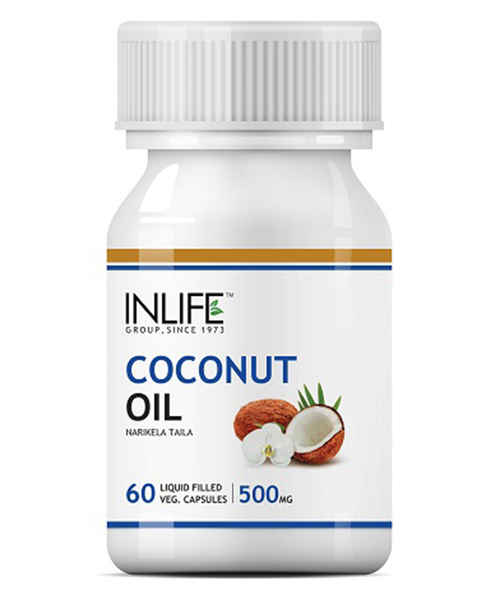 INLIFE™
GROUP, SINCE 1973
COCONUT
OIL
NARIKELA TAILA
60 LIQUID FILLED
VEG. CAPSULES | 500MG